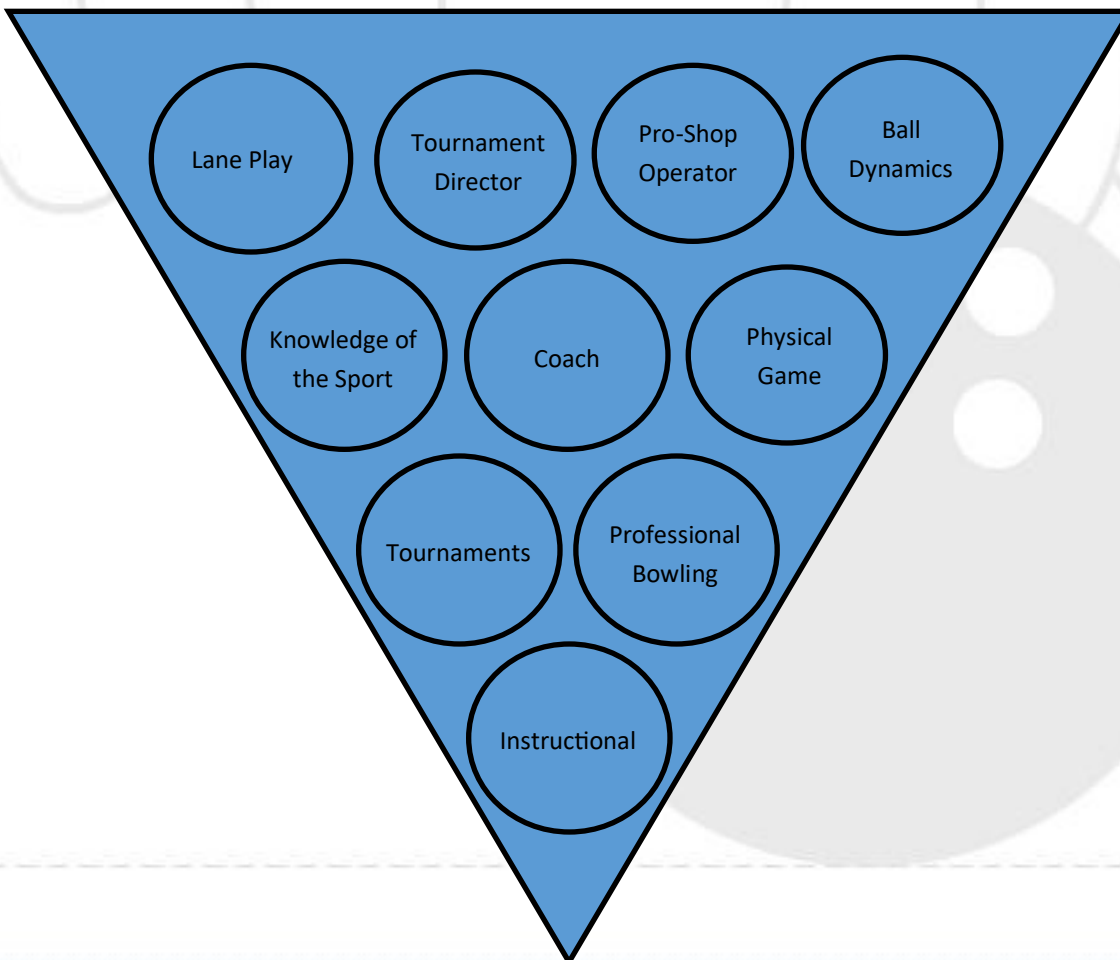 Lane Play
Tournament
Director
Pro-Shop
Operator
Ball
Dynamics
Knowledge of
the Sport
Coach
Physical
Game
Tournaments
Professional
Bowling
Instructional